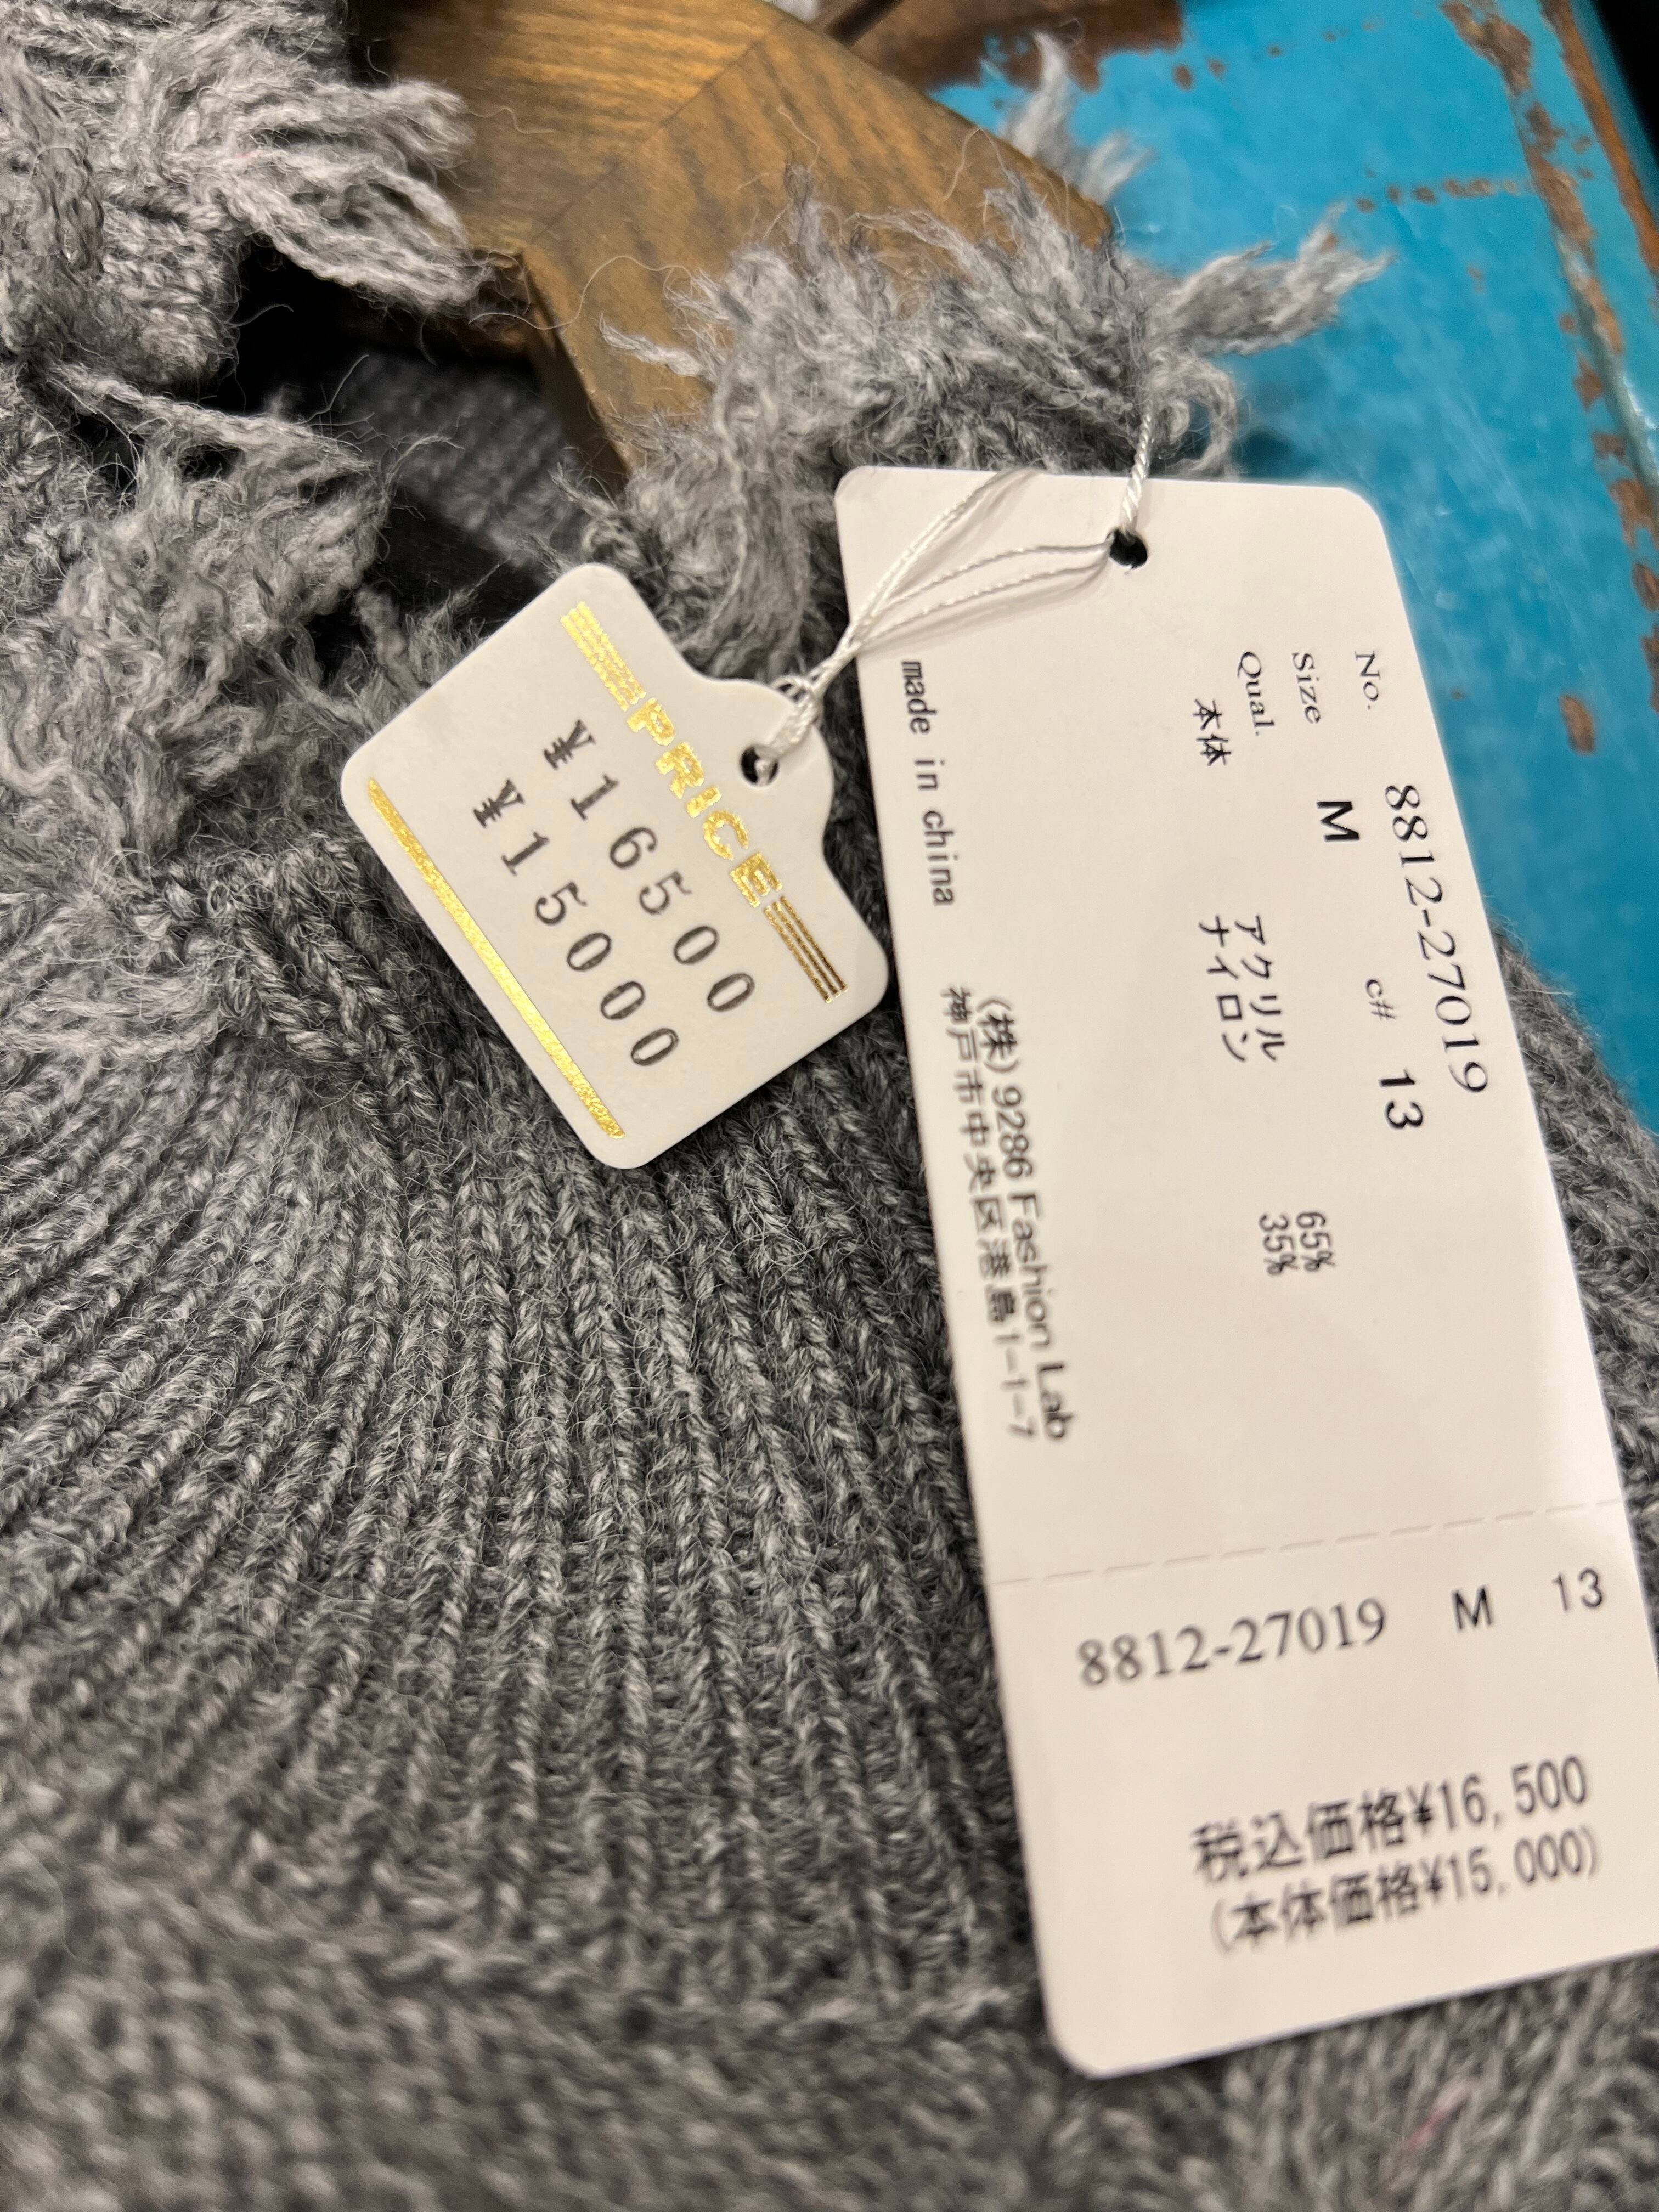 PRICE
¥16500
¥15000
No. 8812-27019
Size M c# 13
Qual. アクリル 65%
本体 ナイロン 35%
(株) 9286 Fashion Lab
made in china 神戸市中央区港島1-1-7
8812-27019 M 13
税込価格¥16,500
(本体価格¥15,000)